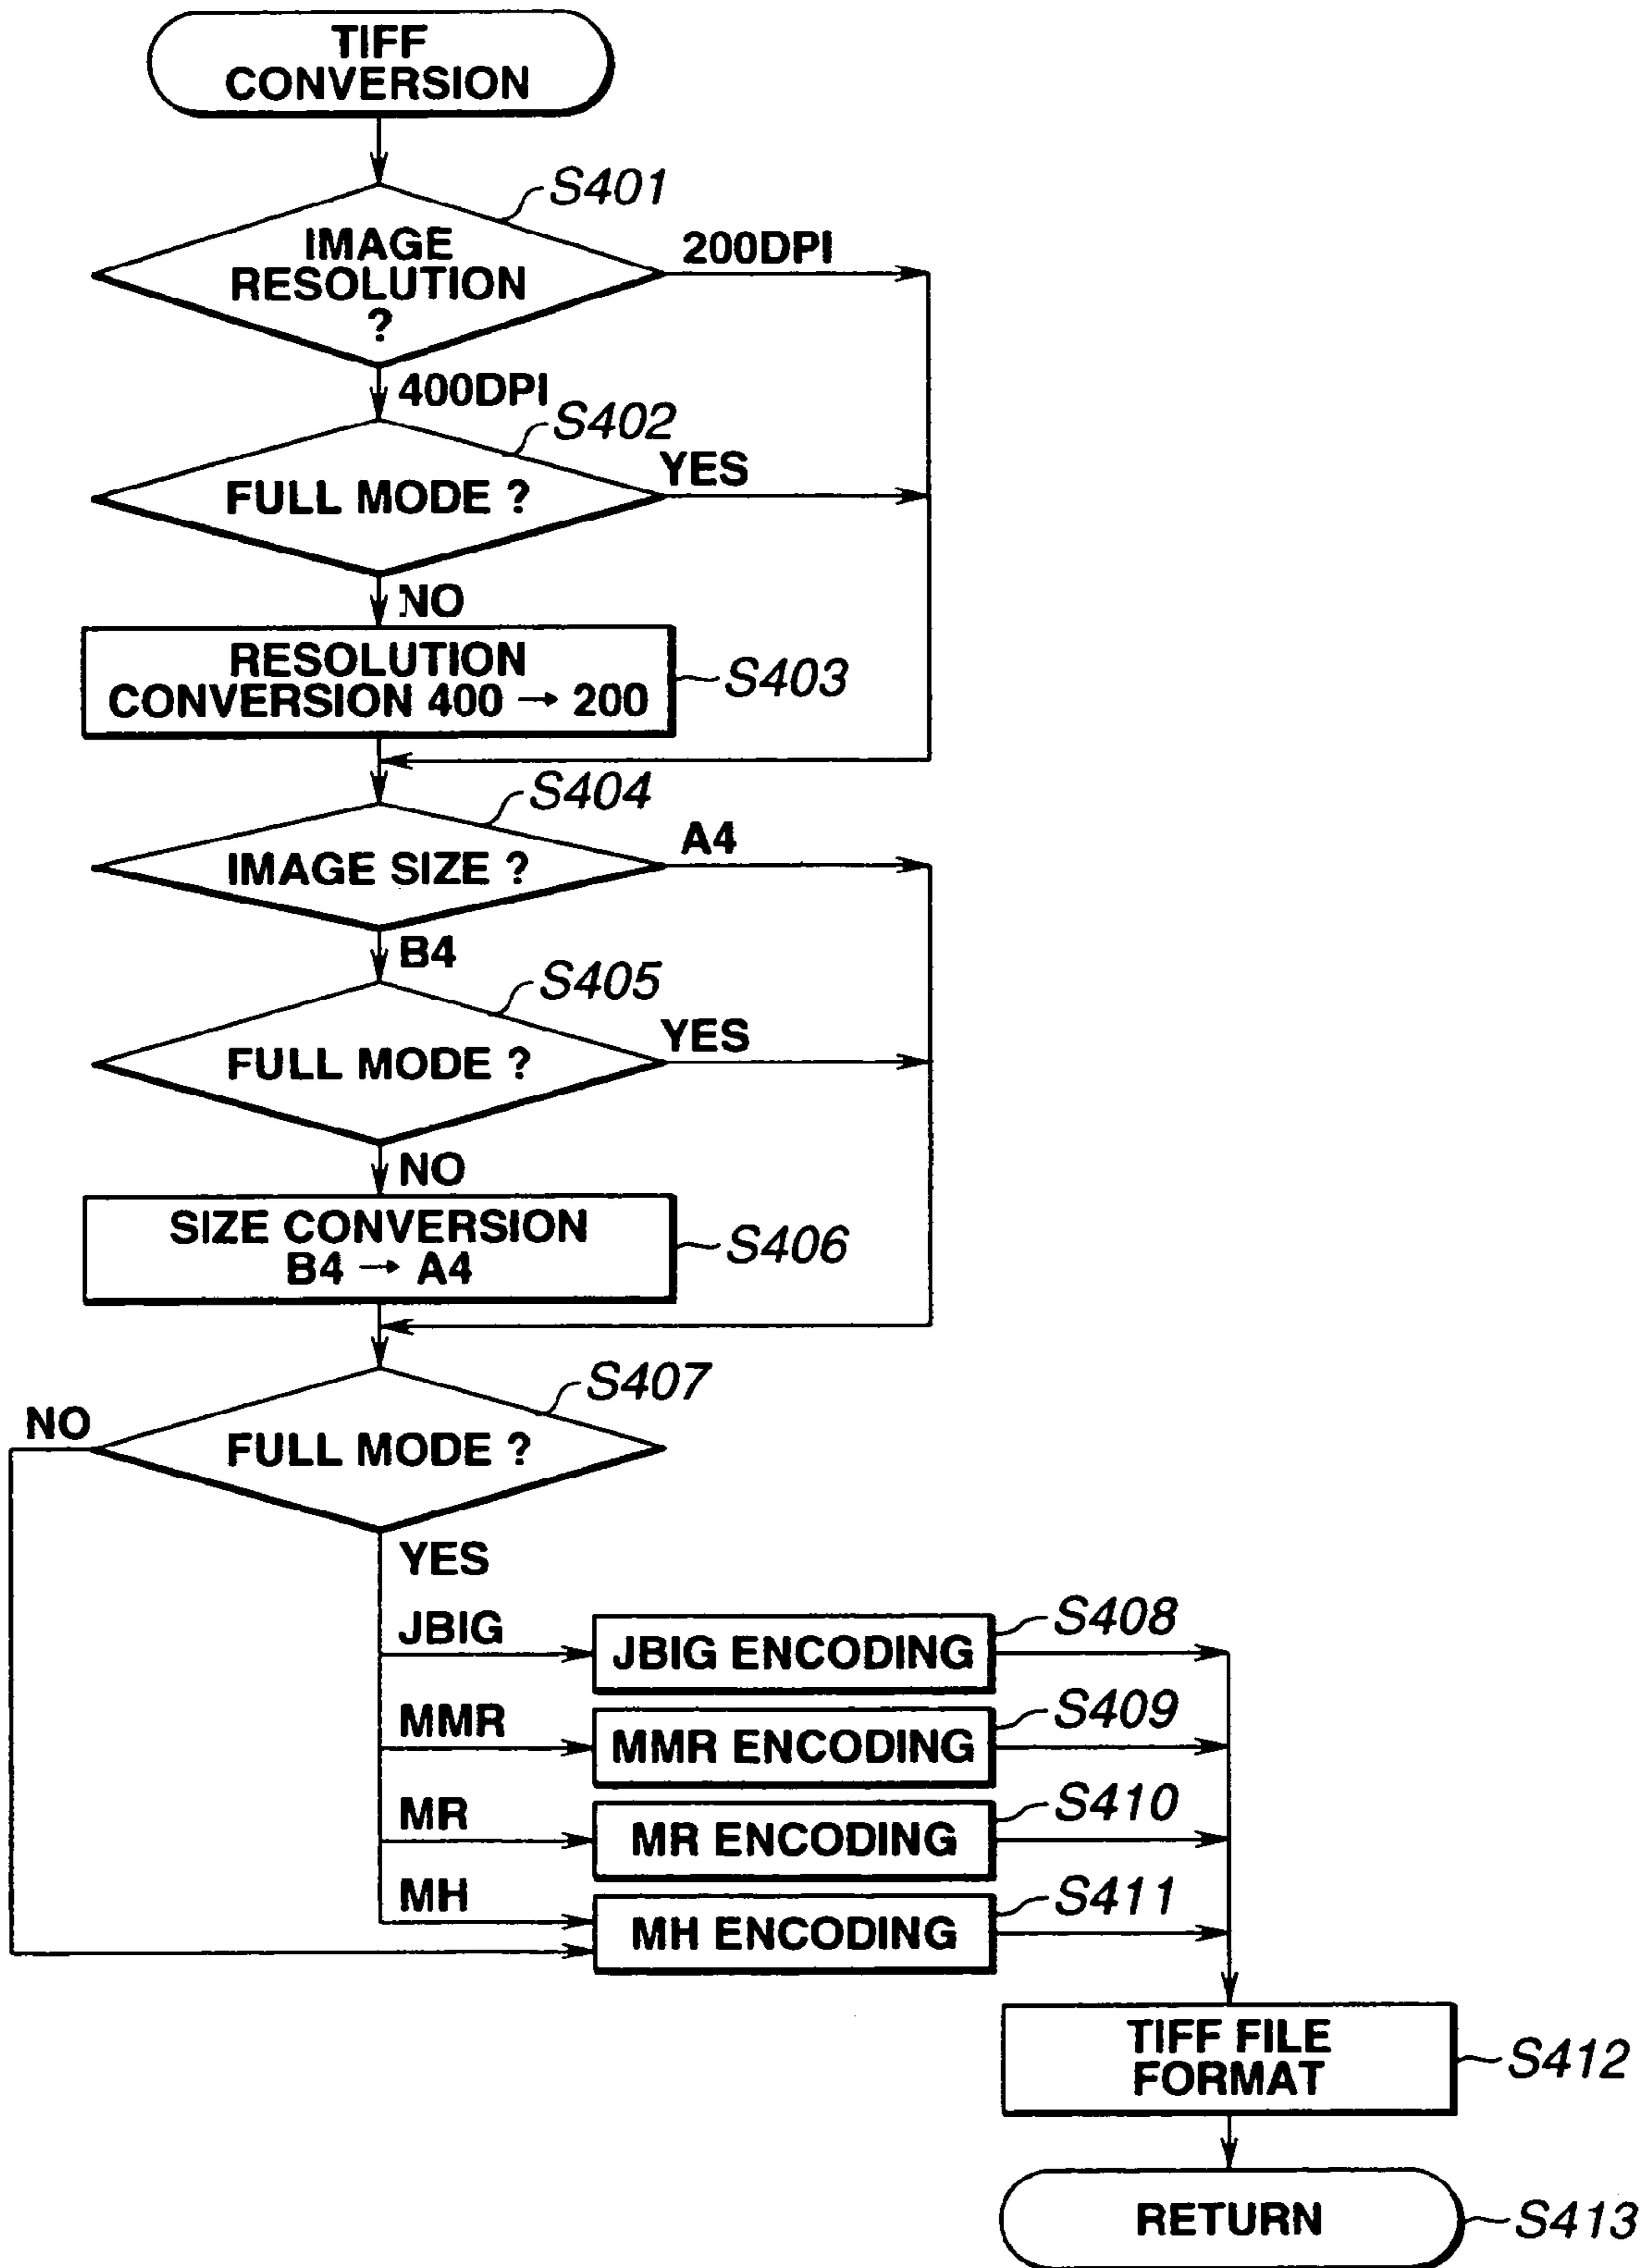 TIFF
CONVERSION
S401
IMAGE
RESOLUTION
?
200DPI
400DPI
S402
FULL MODE ?
YES
NO
RESOLUTION
CONVERSION 400 → 200
S403
S404
IMAGE SIZE ?
A4
B4
S405
FULL MODE ?
YES
NO
SIZE CONVERSION
B4 → A4
S406
S407
NO
FULL MODE ?
YES
JBIG
JBIG ENCODING
S408
MMR
MMR ENCODING
S409
MR
MR ENCODING
S410
MH
MH ENCODING
S411
TIFF FILE
FORMAT
S412
RETURN
S413